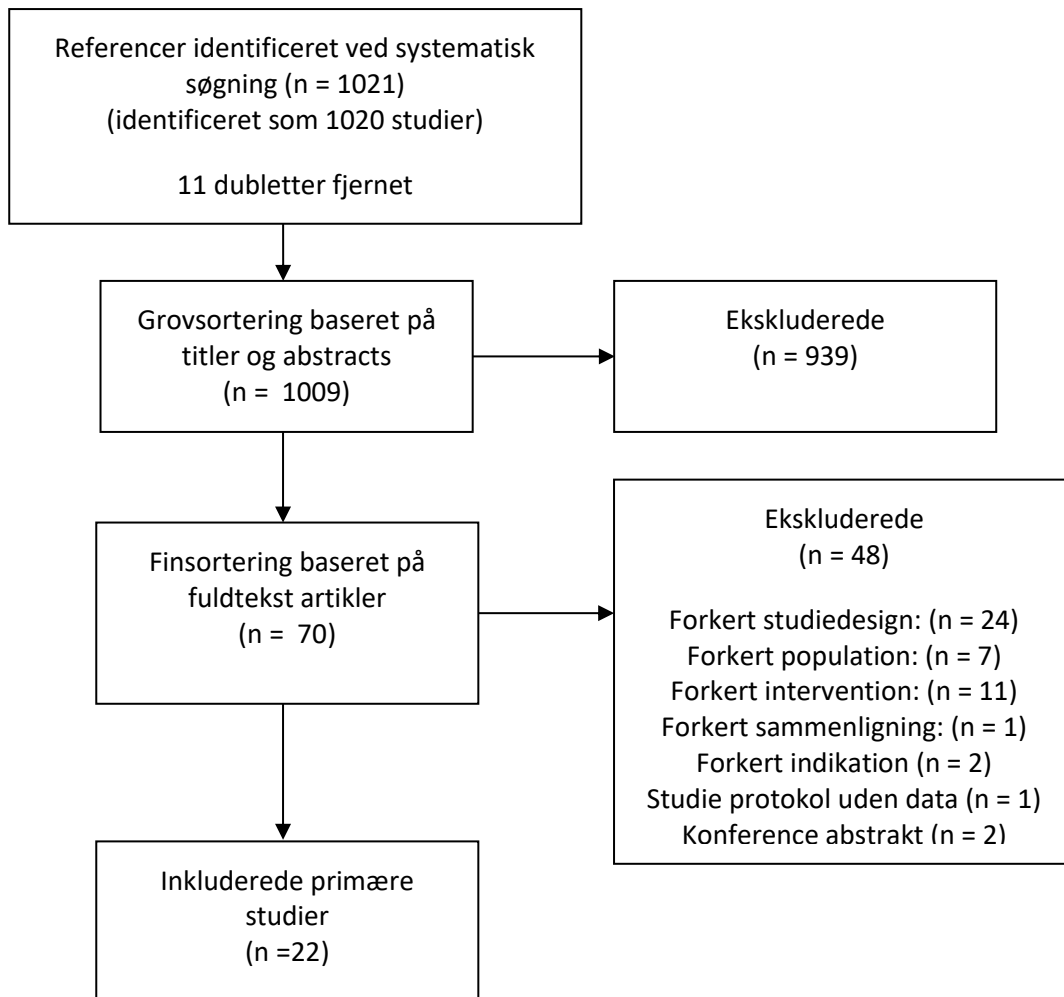 Referencer identificeret ved systematisk
søgning (n = 1021)
(identificeret som 1020 studier)
11 dubletter fjernet
Grovsortering baseret på
titler og abstracts
(n =  1009)
Ekskluderede
(n = 939)
Finsortering baseret på
fuldtekst artikler
(n =  70)
Ekskluderede
(n = 48)
Forkert studiedesign: (n = 24)
Forkert population: (n = 7)
Forkert intervention: (n = 11)
Forkert sammenligning: (n = 1)
Forkert indikation (n = 2)
Studie protokol uden data (n = 1)
Konference abstrakt (n = 2)
Inkluderede primære
studier
(n =22)